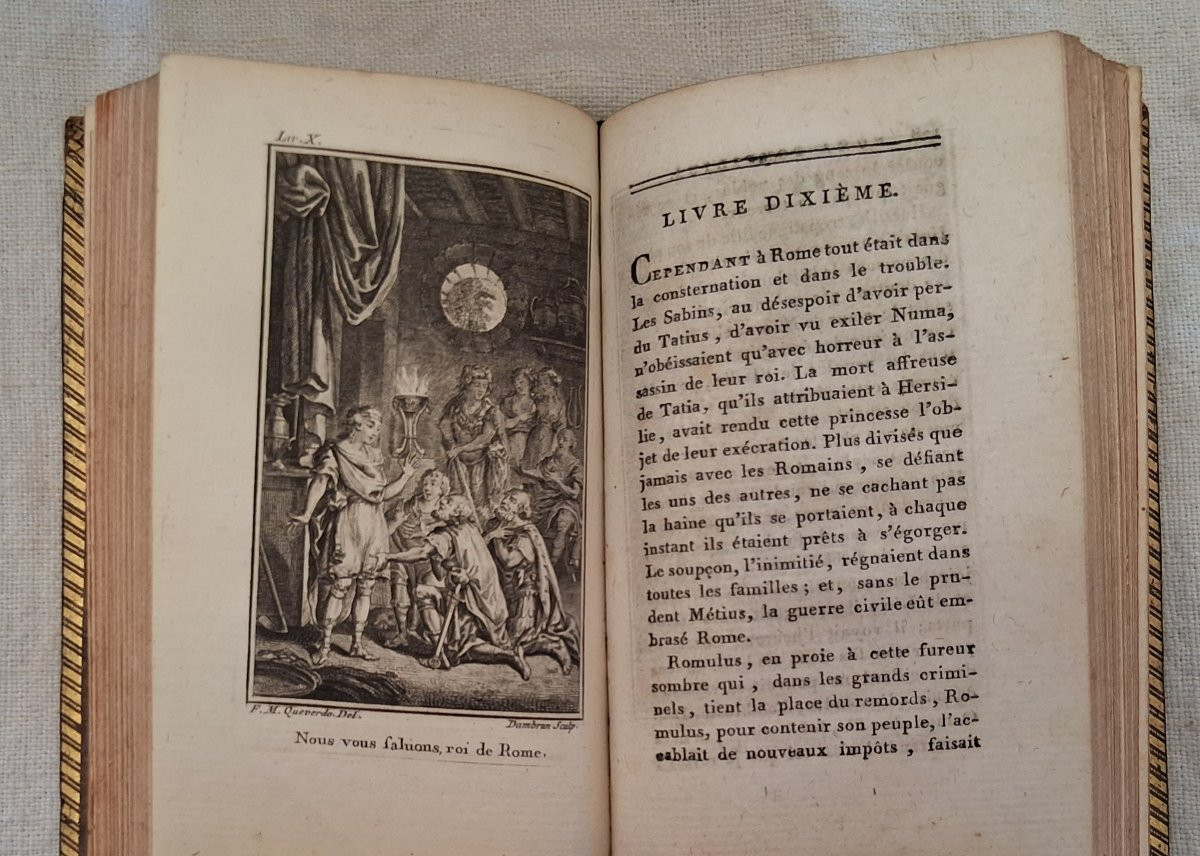 Liv. X.
F. M. Queverdo Del.
Dambrun Sculp.
Nous vous saluons, roi de Rome.
LIVRE DIXIÈME.
CEPENDANT à Rome tout était dans
la consternation et dans le trouble.
Les Sabins, au désespoir d'avoir per-
du Tatius, d'avoir vu exiler Numa,
n'obéissaient qu'avec horreur à l'as-
sassin de leur roi. La mort affreuse
de Tatia, qu'ils attribuaient à Hersi-
lie, avait rendu cette princesse l'ob-
jet de leur exécration. Plus divisés que
jamais avec les Romains, se défiant
les uns des autres, ne se cachant pas
la haine qu'ils se portaient, à chaque
instant ils étaient prêts à s'égorger.
Le soupçon, l'inimitié, régnaient dans
toutes les familles; et, sans le pru-
dent Métius, la guerre civile eût em-
brasé Rome.
Romulus, en proie à cette fureur
sombre qui, dans les grands crimi-
nels, tient la place du remords, Ro-
mulus, pour contenir son peuple, l'ac-
cablait de nouveaux impôts, faisait